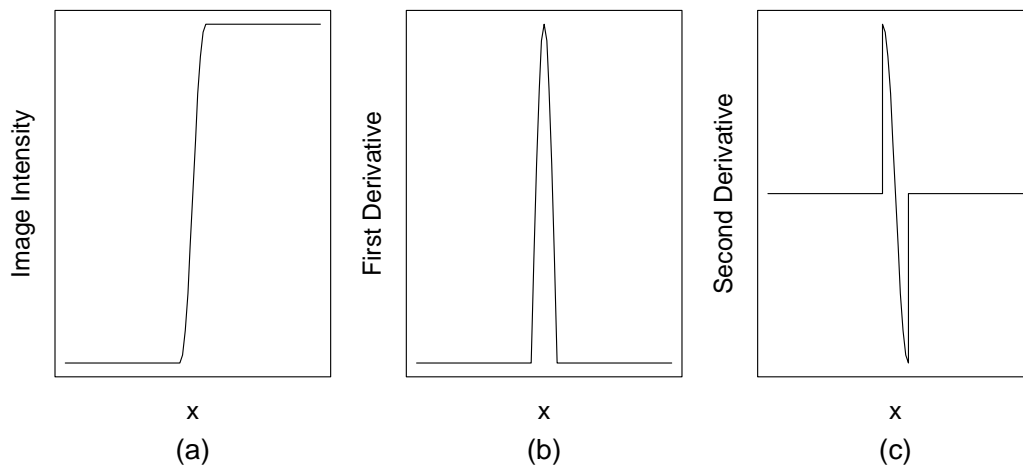 Image Intensity
x
(a)
First Derivative
x
(b)
Second Derivative
x
(c)